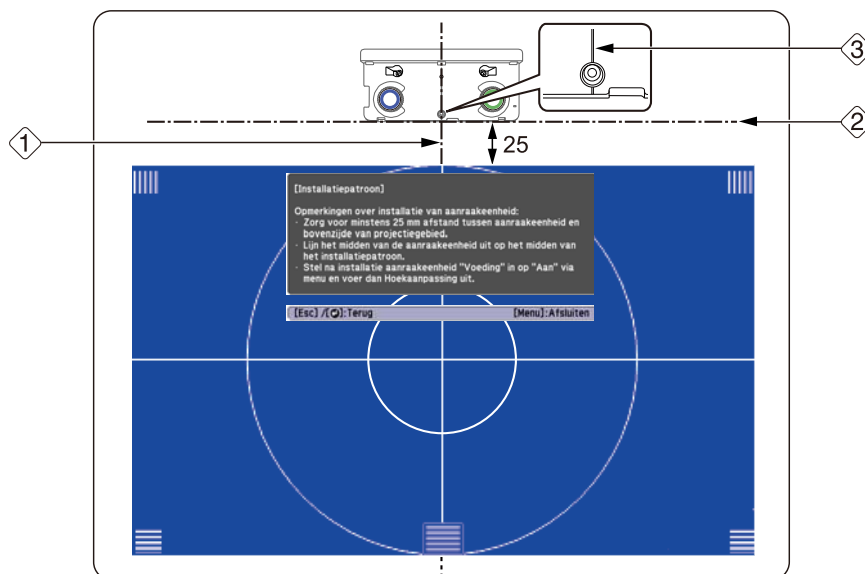 3
2
1
25
[Installatiepatroon]
Opmerkingen over installatie van aanraakeenheid:
· Zorg voor minstens 25 mm afstand tussen aanraakeenheid en
bovenzijde van projectiegebied.
· Lijn het midden van de aanraakeenheid uit op het midden van
het installatiepatroon.
· Stel na installatie aanraakeenheid "Voeding" in op "Aan" via
menu en voer dan Hoekaanpassing uit.
[Esc] /[⏎]:Terug [Menu]:Afsluiten